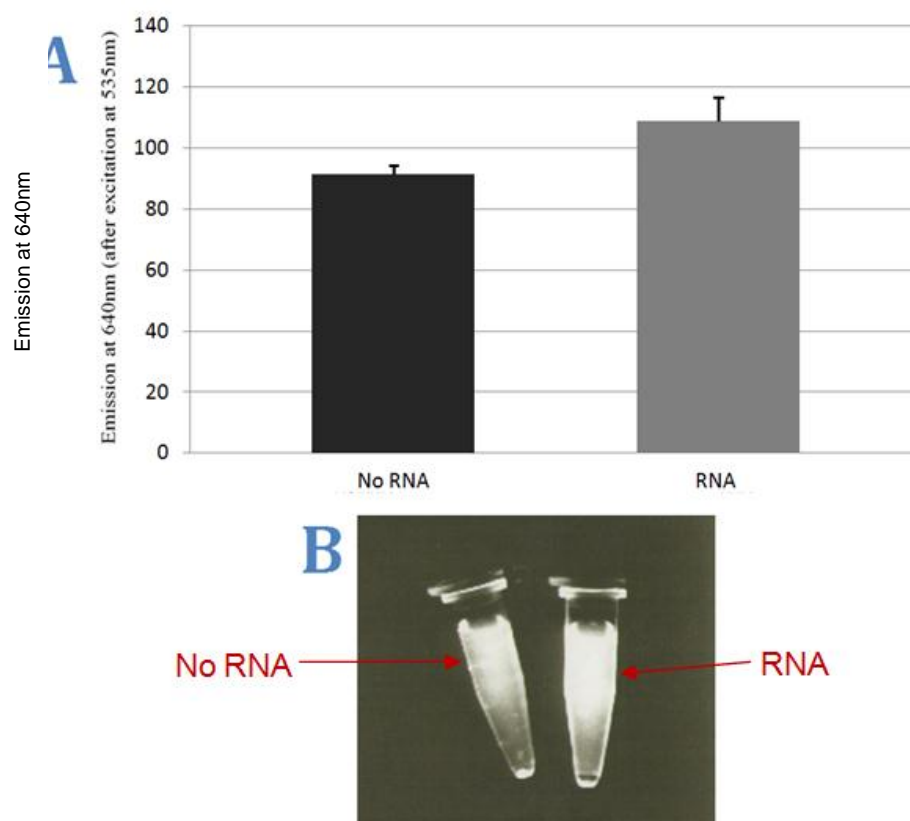 A
Emission at 640nm
Emission at 640nm (after excitation at 535nm)
140
120
100
80
60
40
20
0
No RNA
RNA
B
No RNA
RNA